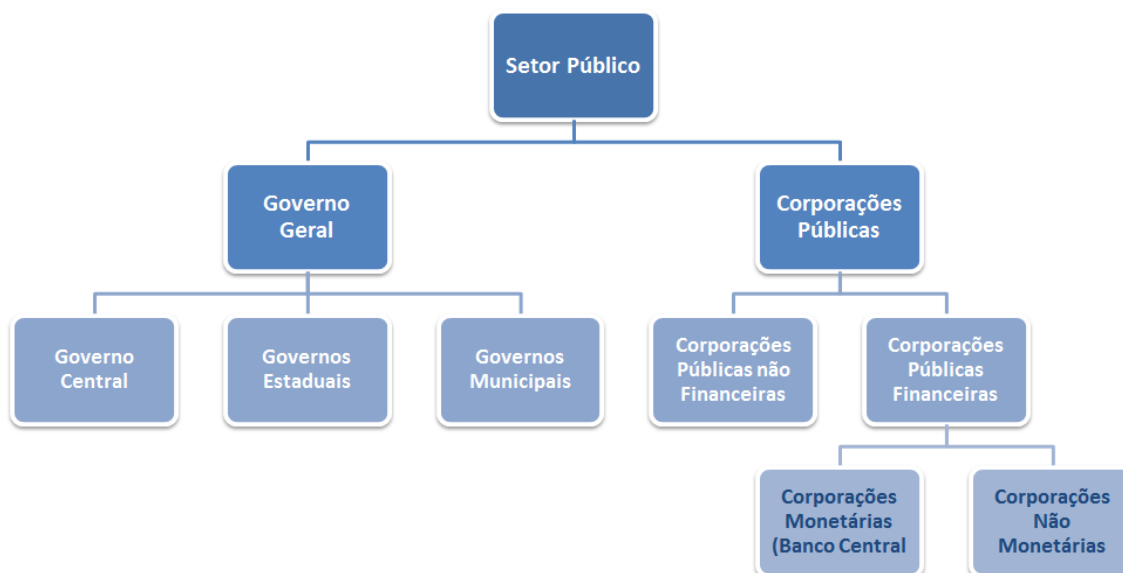 Setor Público
Governo
Geral
Corporações
Públicas
Governo
Central
Governos
Estaduais
Governos
Municipais
Corporações
Públicas não
Financeiras
Corporações
Públicas
Financeiras
Corporações
Monetárias
(Banco Central
Corporações
Não
Monetárias